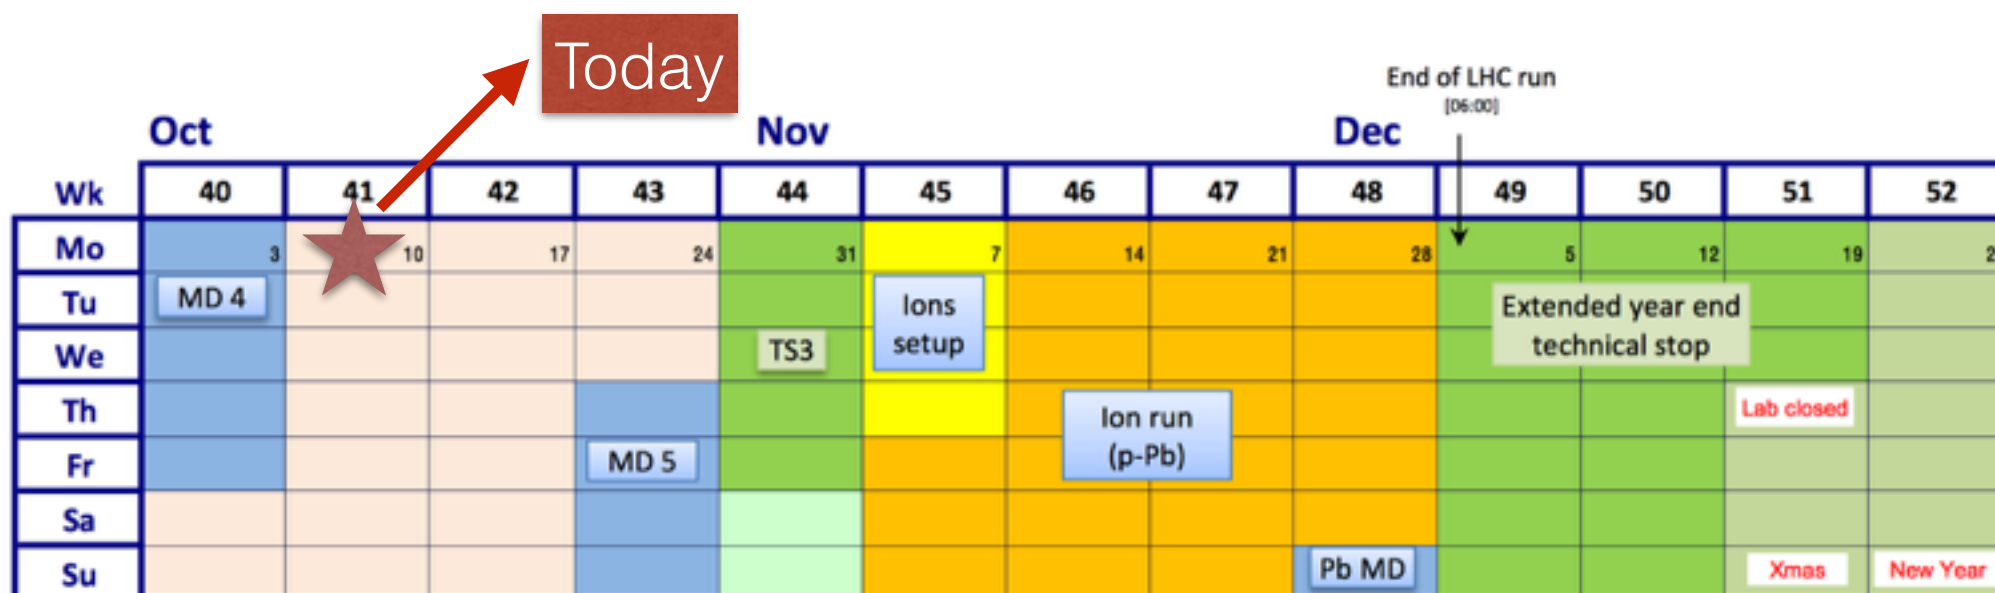 Today
End of LHC run
[06:00]
Oct Nov Dec
Wk 40 41 42 43 44 45 46 47 48 49 50 51 52
Mo 3 10 17 24 31 7 14 21 28 5 12 19
Tu MD 4 Ions setup Extended year end technical stop
We TS3
Th Ion run (p-Pb) Lab closed
Fr MD 5
Sa
Su Pb MD Xmas New Year